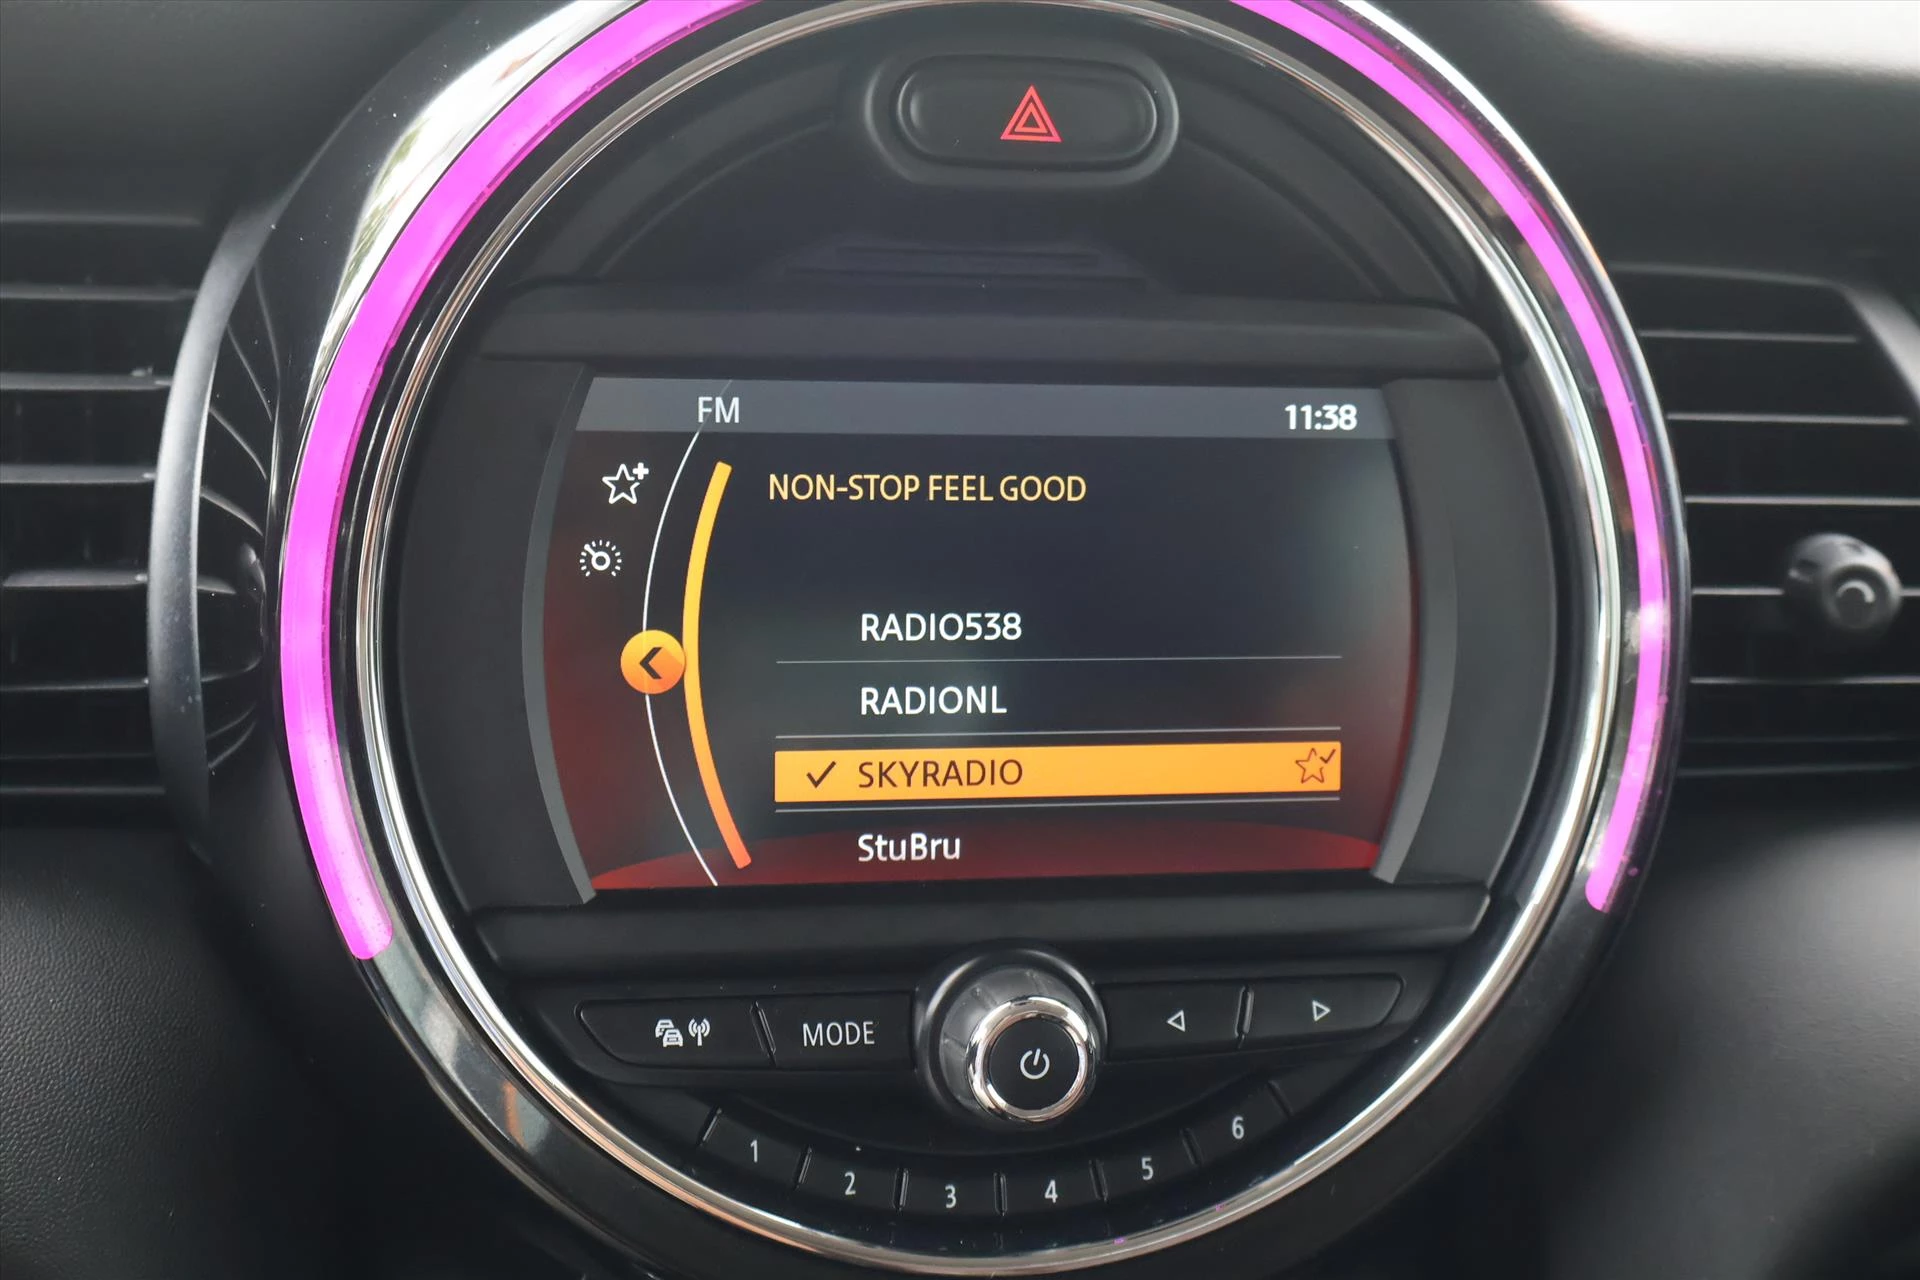 FM 11:38
NON-STOP FEEL GOOD
RADIO538
RADIONL
SKYRADIO
StuBru
MODE
1 2 3 4 5 6